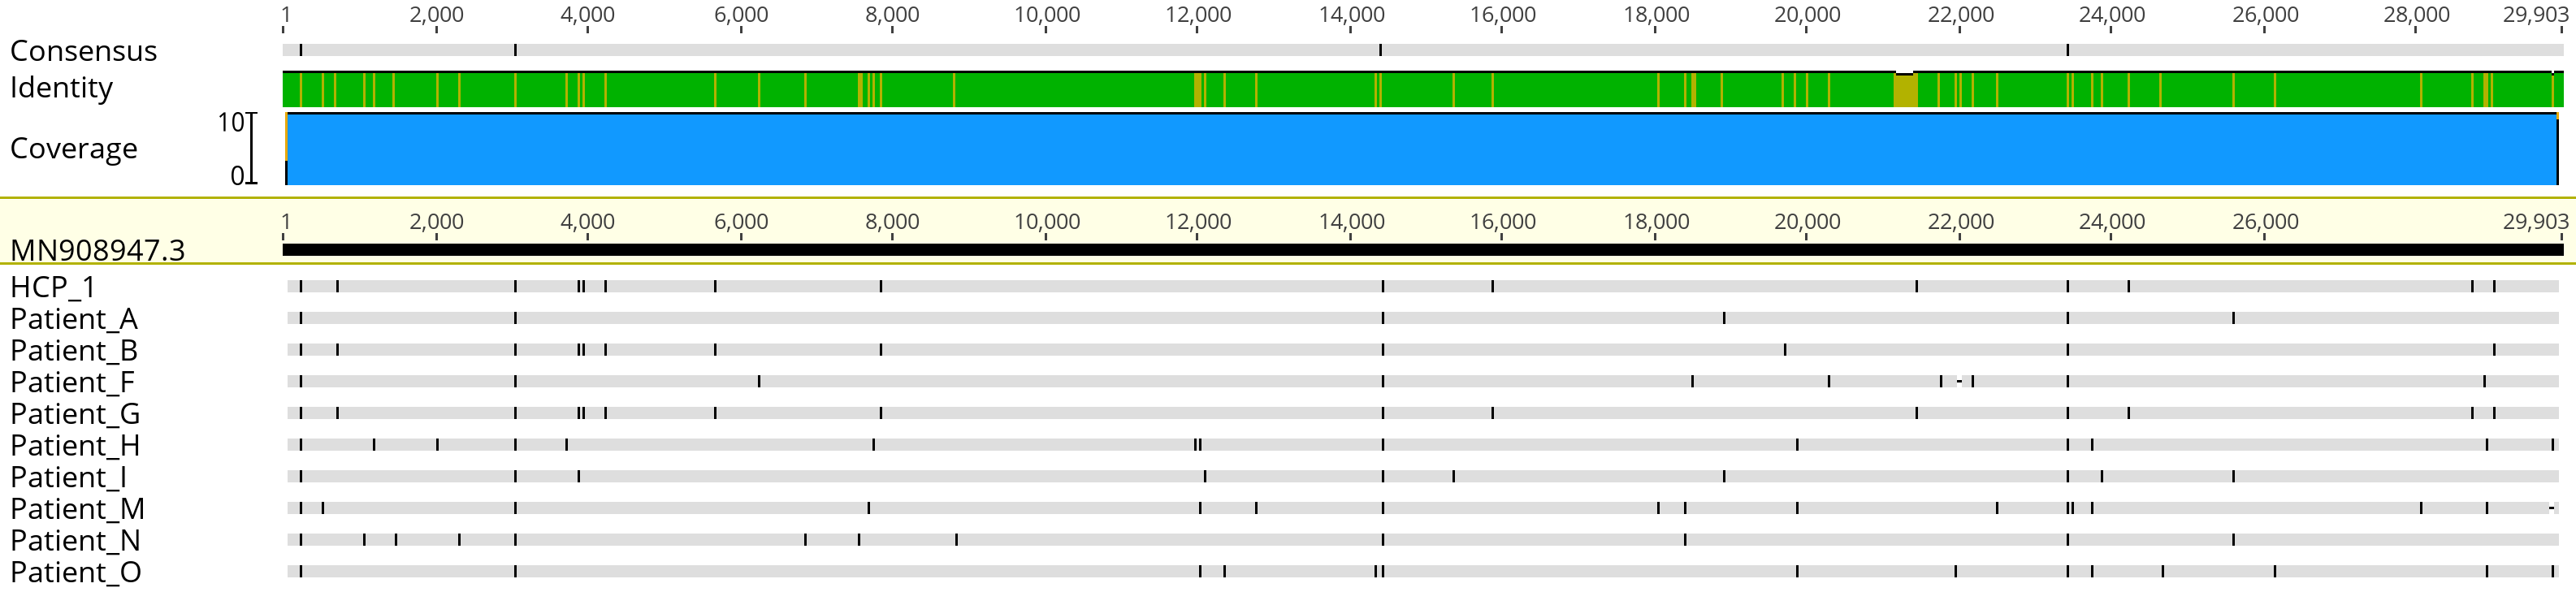 1 2,000 4,000 6,000 8,000 10,000 12,000 14,000 16,000 18,000 20,000 22,000 24,000 26,000 28,000 29,903
Consensus
Identity
10
Coverage
0
1 2,000 4,000 6,000 8,000 10,000 12,000 14,000 16,000 18,000 20,000 22,000 24,000 26,000 29,903
MN908947.3
HCP_1
Patient_A
Patient_B
Patient_F
Patient_G
Patient_H
Patient_I
Patient_M
Patient_N
Patient_O